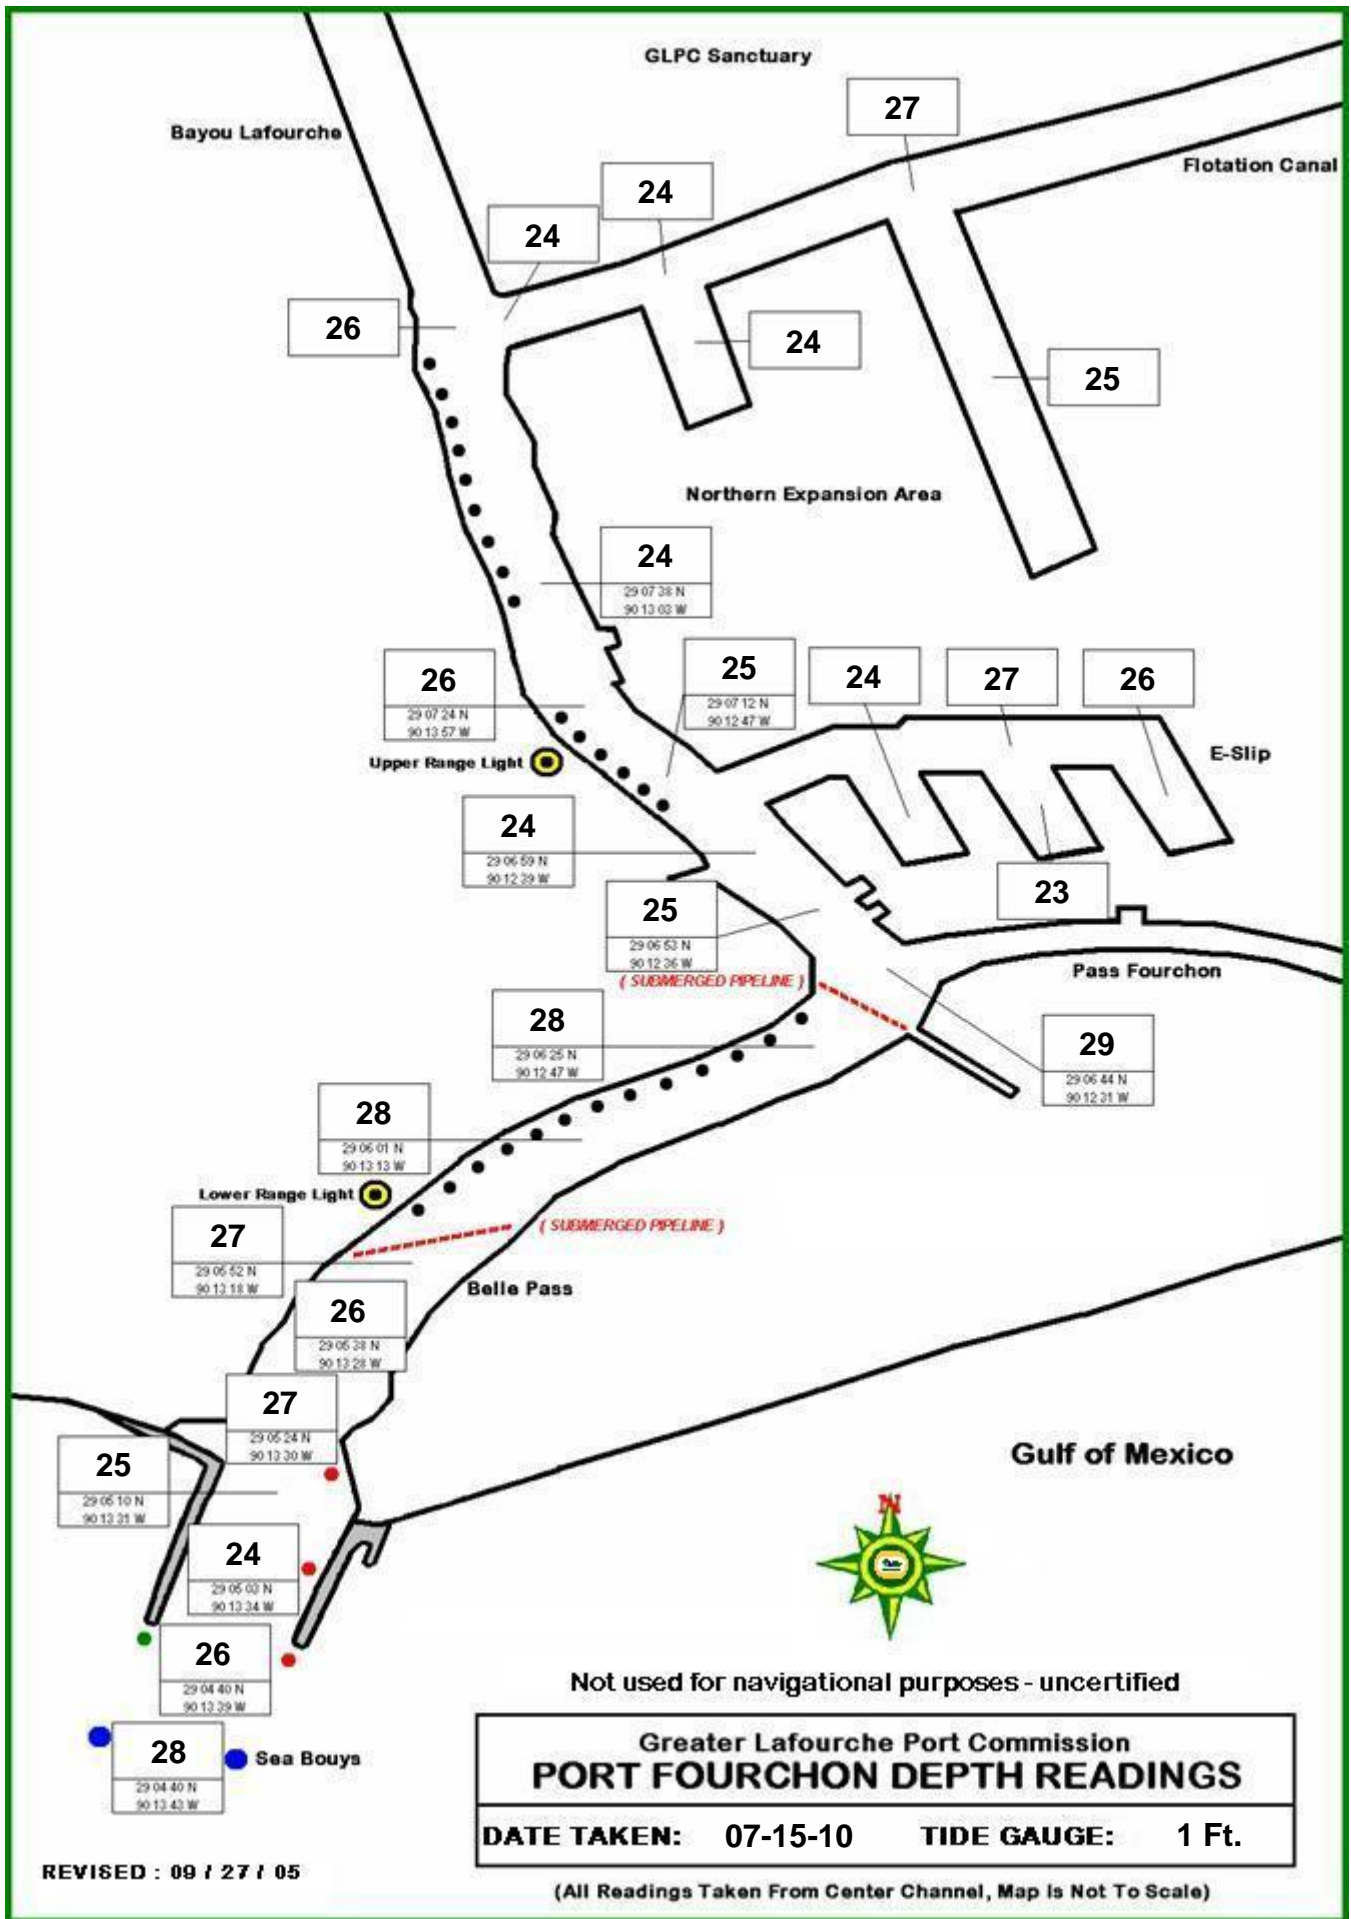 GLPC Sanctuary
27
Bayou Lafourche
Flotation Canal
24
24
26
24
25
Northern Expansion Area
24
29 07 38 N
90 13 03 W
26
29 07 24 N
90 13 57 W
25
29 07 12 N
90 12 47 W
24
27
26
E-Slip
Upper Range Light
24
29 06 59 N
90 12 39 W
23
25
29 06 53 N
90 12 36 W
( SUBMERGED PIPELINE )
Pass Fourchon
28
29 06 25 N
90 12 47 W
29
29 06 44 N
90 12 31 W
28
29 06 01 N
90 13 13 W
Lower Range Light
27
29 05 52 N
90 13 18 W
( SUBMERGED PIPELINE )
Belle Pass
26
29 05 38 N
90 13 28 W
27
29 05 24 N
90 13 30 W
25
29 05 10 N
90 13 31 W
Gulf of Mexico
N
24
29 05 03 N
90 13 34 W
26
29 04 40 N
90 13 39 W
28
29 04 40 N
90 13 43 W
Sea Bouys
Not used for navigational purposes - uncertified
Greater Lafourche Port Commission
PORT FOURCHON DEPTH READINGS
DATE TAKEN: 07-15-10 TIDE GAUGE: 1 Ft.
REVISED : 09 / 27 / 05
(All Readings Taken From Center Channel, Map Is Not To Scale)